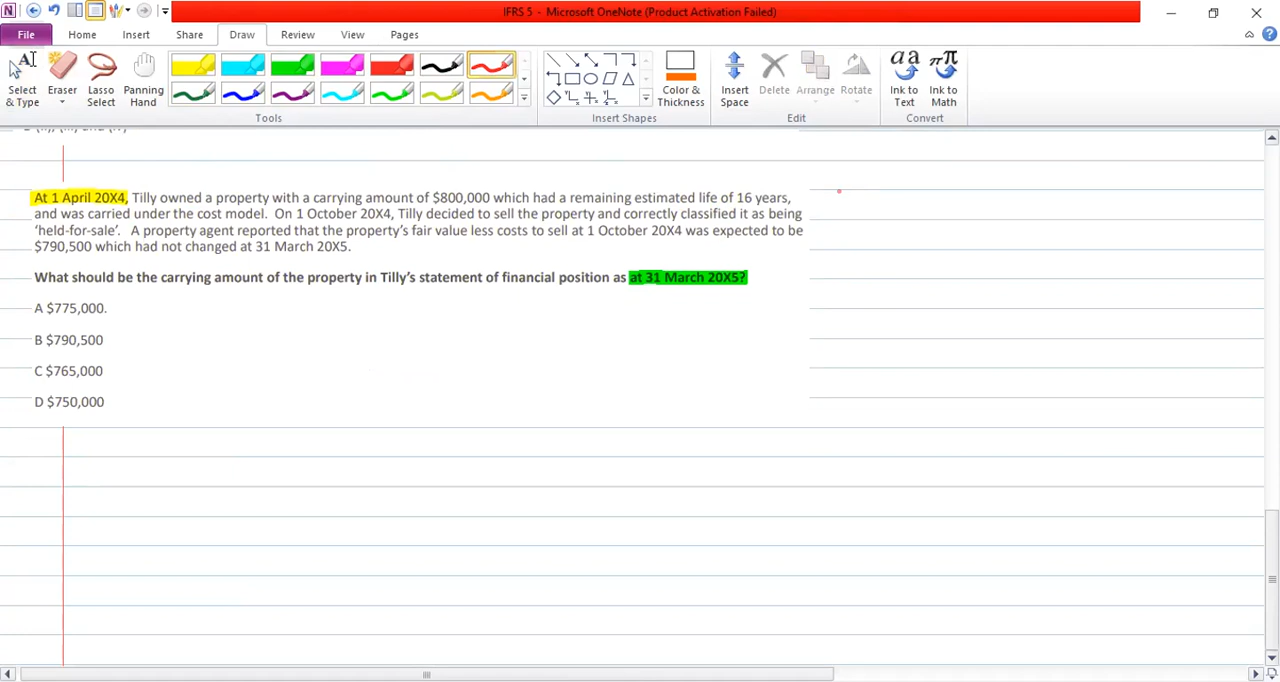 IFRS 5 - Microsoft OneNote (Product Activation Failed)
File Home Insert Share Draw Review View Pages
Select & Type
Eraser
Lasso Select
Panning Hand
Color & Thickness
Insert Space
Delete
Arrange
Rotate
Ink to Text
Ink to Math
Tools
Insert Shapes
Edit
Convert
At 1 April 20X4, Tilly owned a property with a carrying amount of $800,000 which had a remaining estimated life of 16 years,
and was carried under the cost model. On 1 October 20X4, Tilly decided to sell the property and correctly classified it as being
‘held-for-sale’. A property agent reported that the property’s fair value less costs to sell at 1 October 20X4 was expected to be
$790,500 which had not changed at 31 March 20X5.
What should be the carrying amount of the property in Tilly’s statement of financial position as at 31 March 20X5?
A $775,000.
B $790,500
C $765,000
D $750,000